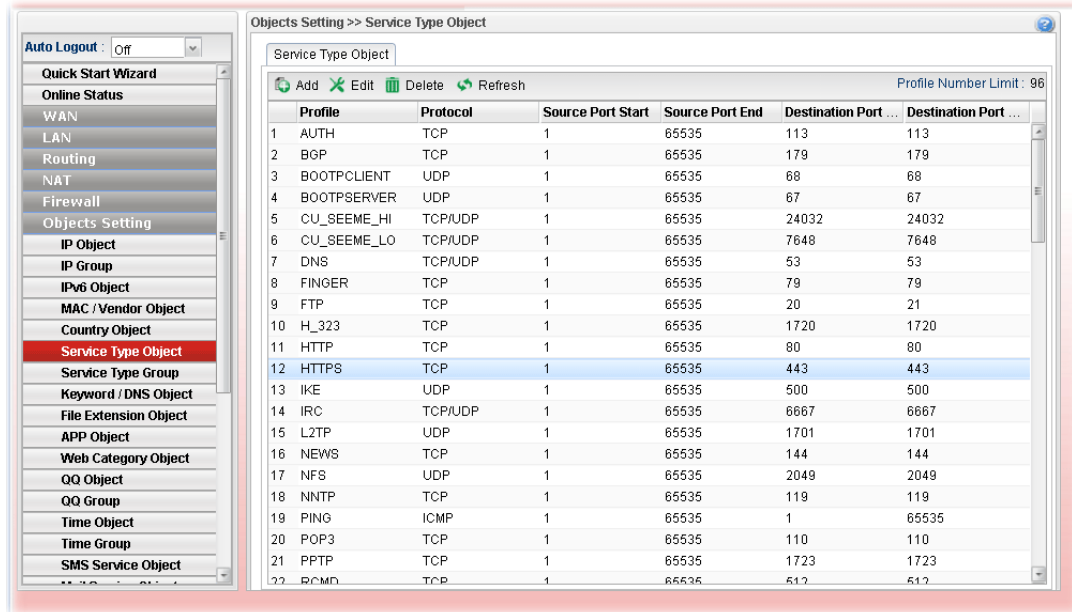 Objects Setting >> Service Type Object
Auto Logout : Off
Quick Start Wizard
Online Status
WAN
LAN
Routing
NAT
Firewall
Objects Setting
IP Object
IP Group
IPv6 Object
MAC / Vendor Object
Country Object
Service Type Object
Service Type Group
Keyword / DNS Object
File Extension Object
APP Object
Web Category Object
QQ Object
QQ Group
Time Object
Time Group
SMS Service Object
Service Type Object
Add Edit Delete Refresh Profile Number Limit : 96
Profile Protocol Source Port Start Source Port End Destination Port ... Destination Port ...
1 AUTH TCP 1 65535 113 113
2 BGP TCP 1 65535 179 179
3 BOOTPCLIENT UDP 1 65535 68 68
4 BOOTPSERVER UDP 1 65535 67 67
5 CU_SEEME_HI TCP/UDP 1 65535 24032 24032
6 CU_SEEME_LO TCP/UDP 1 65535 7648 7648
7 DNS TCP/UDP 1 65535 53 53
8 FINGER TCP 1 65535 79 79
9 FTP TCP 1 65535 20 21
10 H_323 TCP 1 65535 1720 1720
11 HTTP TCP 1 65535 80 80
12 HTTPS TCP 1 65535 443 443
13 IKE UDP 1 65535 500 500
14 IRC TCP/UDP 1 65535 6667 6667
15 L2TP UDP 1 65535 1701 1701
16 NEWS TCP 1 65535 144 144
17 NFS UDP 1 65535 2049 2049
18 NNTP TCP 1 65535 119 119
19 PING ICMP 1 65535 1 65535
20 POP3 TCP 1 65535 110 110
21 PPTP TCP 1 65535 1723 1723
22 RCMD TCP 1 65535 512 512